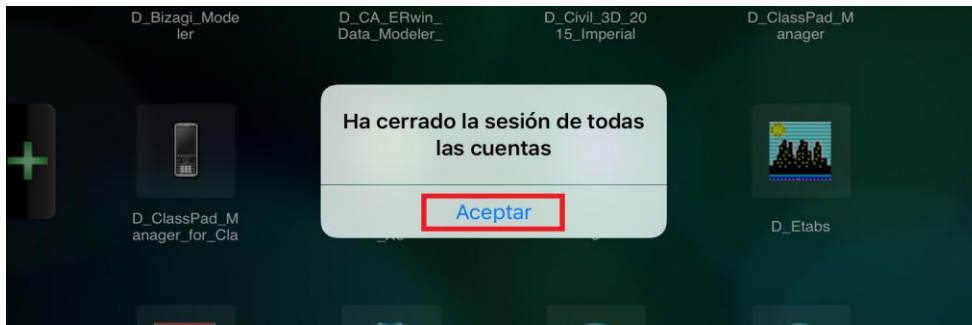 D_Bizagi_Mode
ler
D_CA_ERwin_
Data_Modeler_
D_Civil_3D_20
15_Imperial
D_ClassPad_M
anager
Ha cerrado la sesión de todas
las cuentas
Aceptar
D_ClassPad_M
anager_for_Cla
D_Etabs